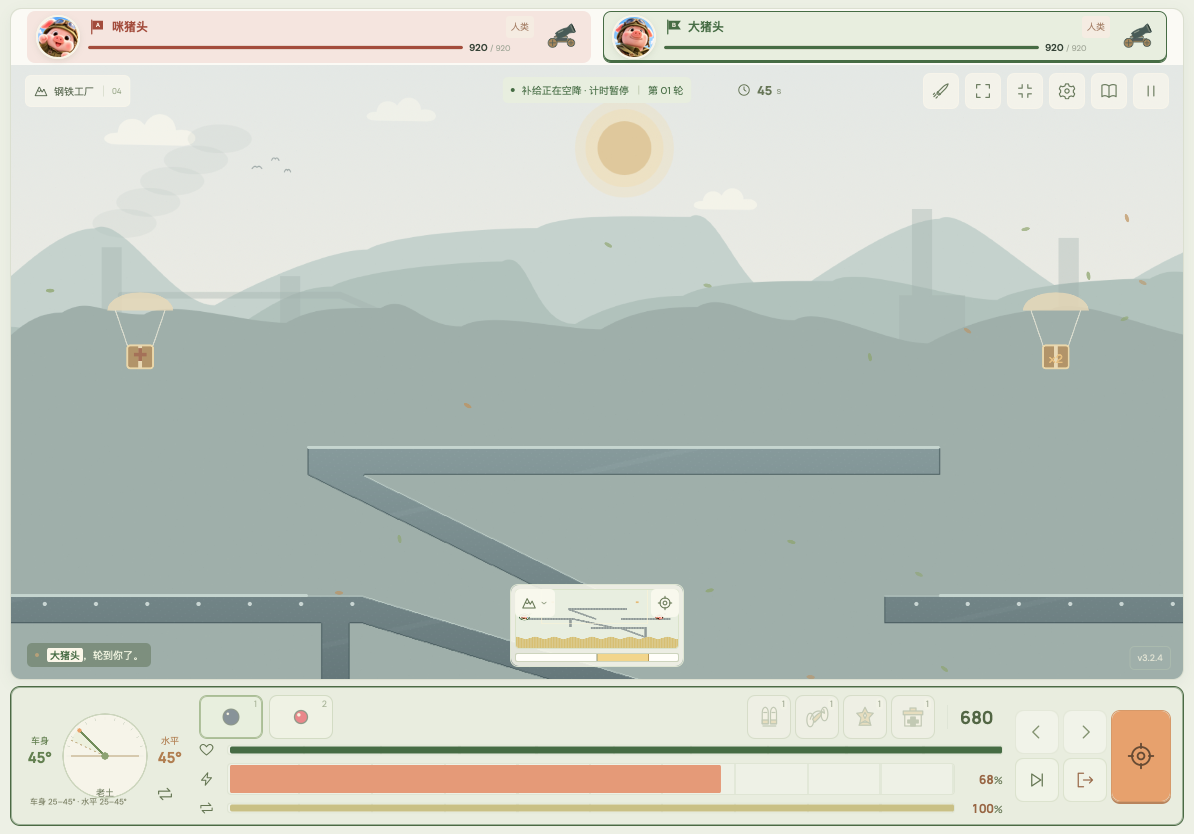 咪猪头
人类
920 / 920
大猪头
人类
920 / 920
钢铁工厂 04
补给正在空降 · 计时暂停 第 01 轮
45 s
x2
大猪头，轮到你了。
v3.2.4
1
2
1
1
1
1
680
车身
45°
水平
45°
老土
车身 25–45° · 水平 25–45°
68%
100%